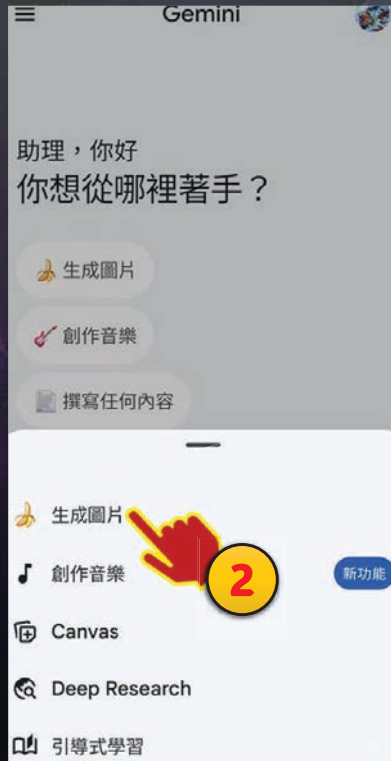 Gemini
助理，你好
你想從哪裡著手？
生成圖片
創作音樂
撰寫任何內容
生成圖片
創作音樂
新功能
2
Canvas
Deep Research
引導式學習